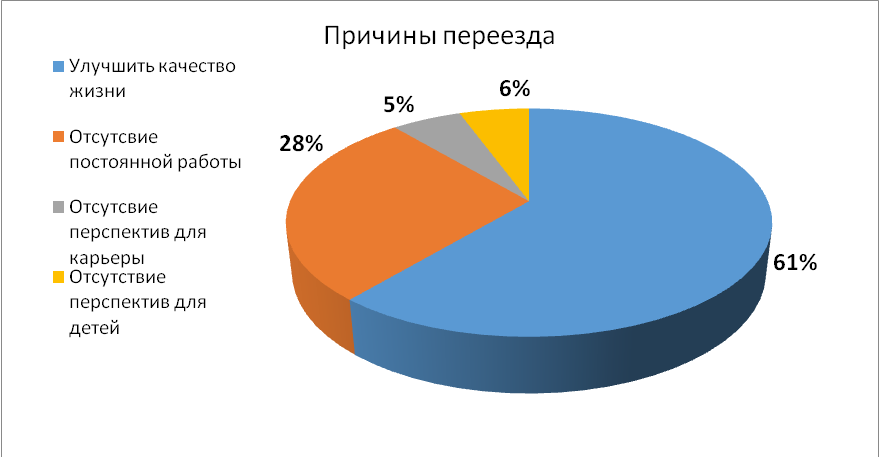 Причины переезда
Улучшить качество
жизни
Отсутсвие
постоянной работы
Отсутсвие
перспектив для
карьеры
Отсутствие
перспектив для
детей
6%
5%
28%
61%